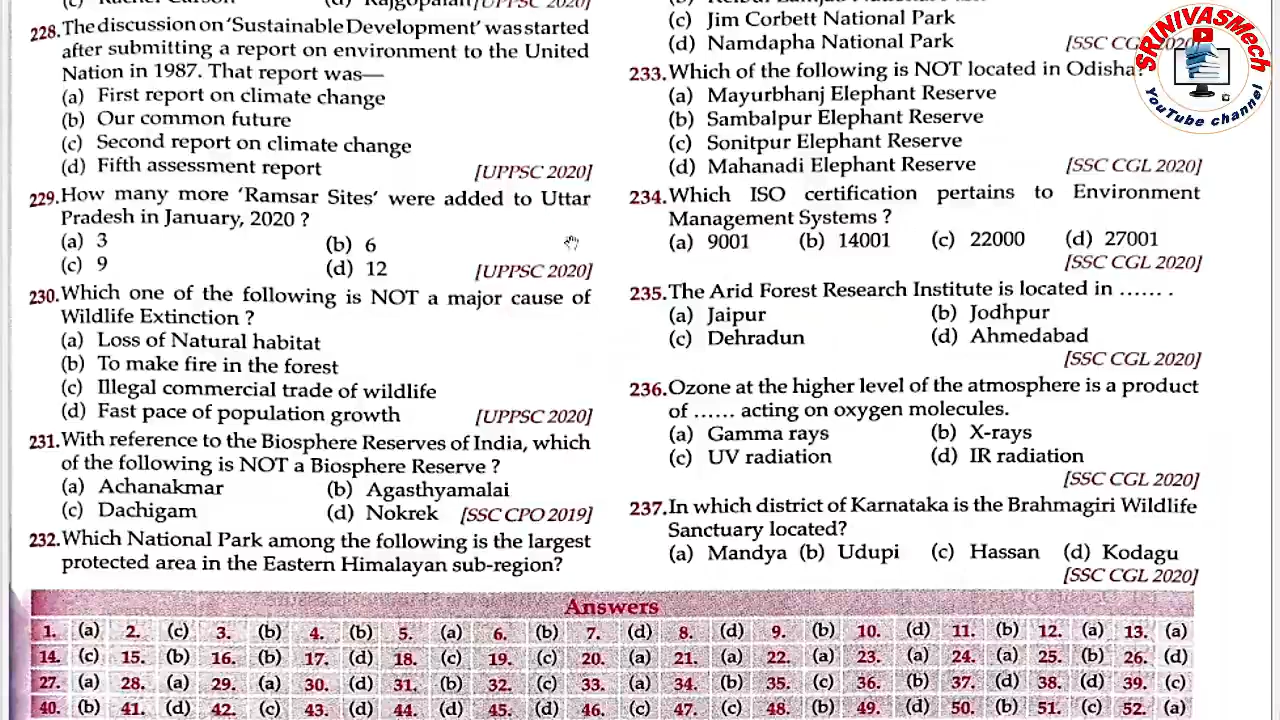 [UPPSC 2020]
228. The discussion on 'Sustainable Development' was started
after submitting a report on environment to the United
Nation in 1987. That report was—
(a) First report on climate change
(b) Our common future
(c) Second report on climate change
(d) Fifth assessment report [UPPSC 2020]
229. How many more 'Ramsar Sites' were added to Uttar
Pradesh in January, 2020 ?
(a) 3 (b) 6
(c) 9 (d) 12 [UPPSC 2020]
230. Which one of the following is NOT a major cause of
Wildlife Extinction ?
(a) Loss of Natural habitat
(b) To make fire in the forest
(c) Illegal commercial trade of wildlife
(d) Fast pace of population growth [UPPSC 2020]
231. With reference to the Biosphere Reserves of India, which
of the following is NOT a Biosphere Reserve ?
(a) Achanakmar (b) Agasthyamalai
(c) Dachigam (d) Nokrek [SSC CPO 2019]
232. Which National Park among the following is the largest
protected area in the Eastern Himalayan sub-region?
(c) Jim Corbett National Park
(d) Namdapha National Park [SSC CGL 2020]
233. Which of the following is NOT located in Odisha?
(a) Mayurbhanj Elephant Reserve
(b) Sambalpur Elephant Reserve
(c) Sonitpur Elephant Reserve
(d) Mahanadi Elephant Reserve [SSC CGL 2020]
234. Which ISO certification pertains to Environment
Management Systems ?
(a) 9001 (b) 14001 (c) 22000 (d) 27001
[SSC CGL 2020]
235. The Arid Forest Research Institute is located in ...... .
(a) Jaipur (b) Jodhpur
(c) Dehradun (d) Ahmedabad
[SSC CGL 2020]
236. Ozone at the higher level of the atmosphere is a product
of ...... acting on oxygen molecules.
(a) Gamma rays (b) X-rays
(c) UV radiation (d) IR radiation
[SSC CGL 2020]
237. In which district of Karnataka is the Brahmagiri Wildlife
Sanctuary located?
(a) Mandya (b) Udupi (c) Hassan (d) Kodagu
[SSC CGL 2020]
SRINIVASMech
YouTube channel
Answers
1. (a) 2. (c) 3. (b) 4. (b) 5. (a) 6. (b) 7. (d) 8. (d) 9. (b) 10. (d) 11. (b) 12. (a) 13. (a)
14. (c) 15. (b) 16. (b) 17. (d) 18. (c) 19. (c) 20. (a) 21. (a) 22. (a) 23. (a) 24. (a) 25. (b) 26. (d)
27. (a) 28. (a) 29. (a) 30. (d) 31. (b) 32. (c) 33. (a) 34. (b) 35. (c) 36. (b) 37. (d) 38. (d) 39. (c)
40. (b) 41. (d) 42. (c) 43. (d) 44. (d) 45. (d) 46. (c) 47. (c) 48. (b) 49. (d) 50. (b) 51. (c) 52. (a)